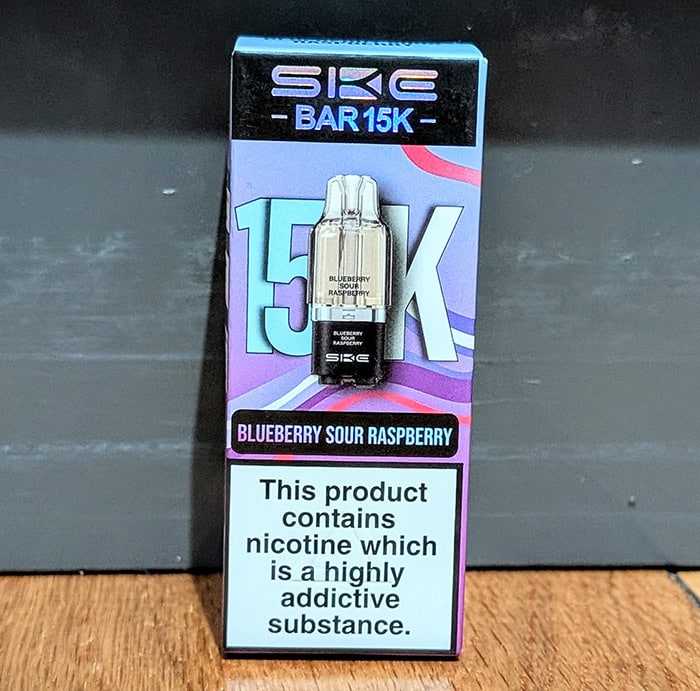 SKE
- BAR 15K -
15K
BLUEBERRY
SOUR
RASPBERRY
BLUEBERRY
SOUR
RASPBERRY
SKE
BLUEBERRY SOUR RASPBERRY
This product
contains
nicotine which
is a highly
addictive
substance.